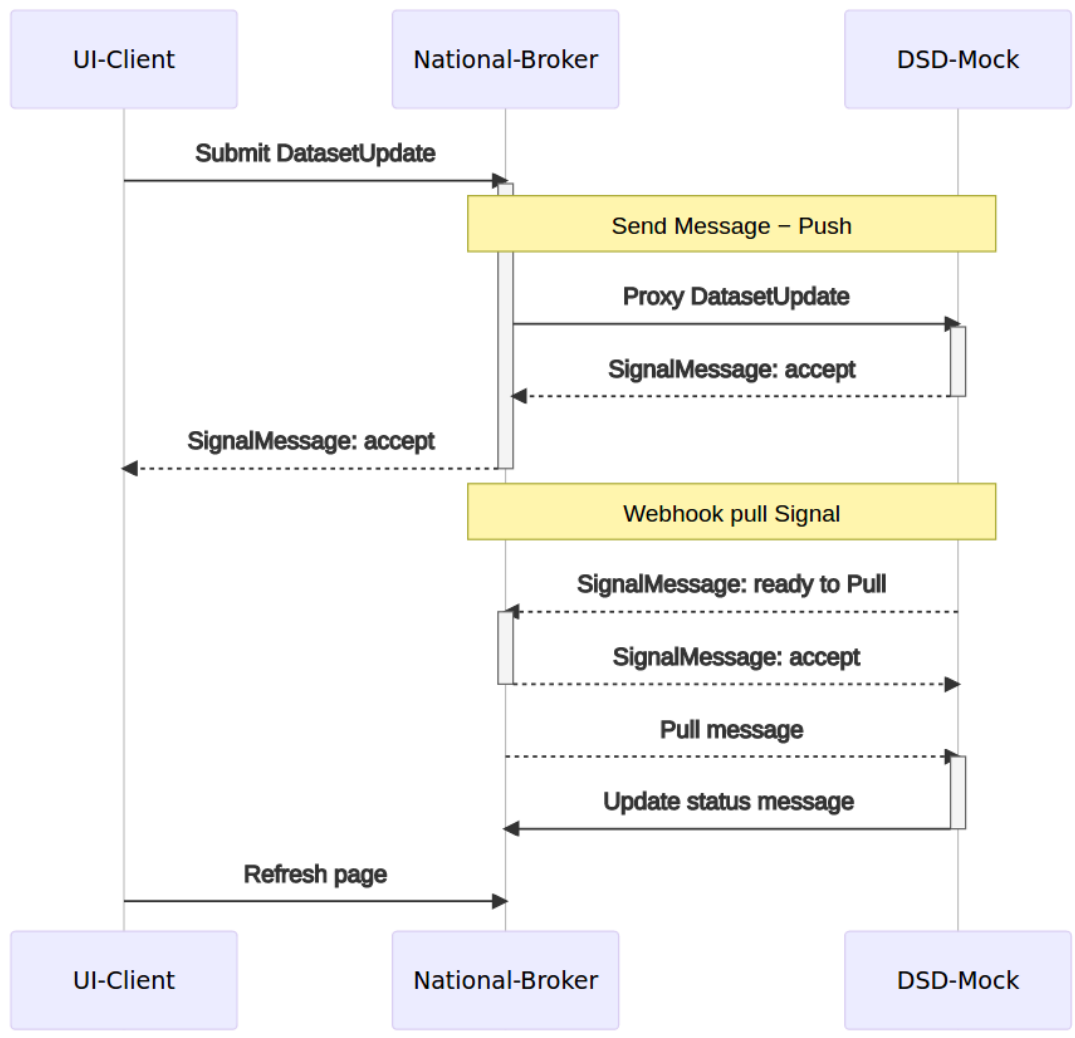 UI-Client
National-Broker
DSD-Mock
Submit DatasetUpdate
Send Message – Push
Proxy DatasetUpdate
SignalMessage: accept
SignalMessage: accept
Webhook pull Signal
SignalMessage: ready to Pull
SignalMessage: accept
Pull message
Update status message
Refresh page
UI-Client
National-Broker
DSD-Mock